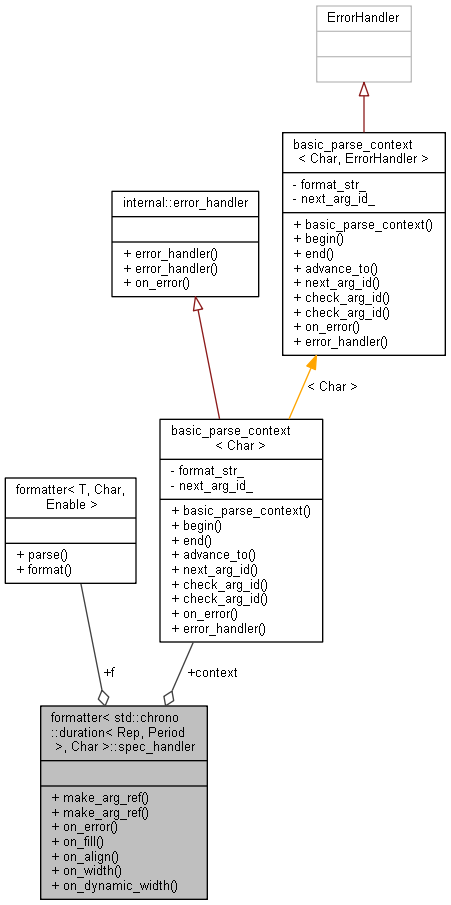 ErrorHandler
basic_parse_context
< Char, ErrorHandler >
- format_str_
- next_arg_id_
+ basic_parse_context()
+ begin()
+ end()
+ advance_to()
+ next_arg_id()
+ check_arg_id()
+ check_arg_id()
+ on_error()
+ error_handler()
internal::error_handler
+ error_handler()
+ error_handler()
+ on_error()
< Char >
basic_parse_context
< Char >
- format_str_
- next_arg_id_
+ basic_parse_context()
+ begin()
+ end()
+ advance_to()
+ next_arg_id()
+ check_arg_id()
+ check_arg_id()
+ on_error()
+ error_handler()
formatter< T, Char,
Enable >
+ parse()
+ format()
+f
+context
formatter< std::chrono
::duration< Rep, Period
>, Char >::spec_handler
+ make_arg_ref()
+ make_arg_ref()
+ on_error()
+ on_fill()
+ on_align()
+ on_width()
+ on_dynamic_width()